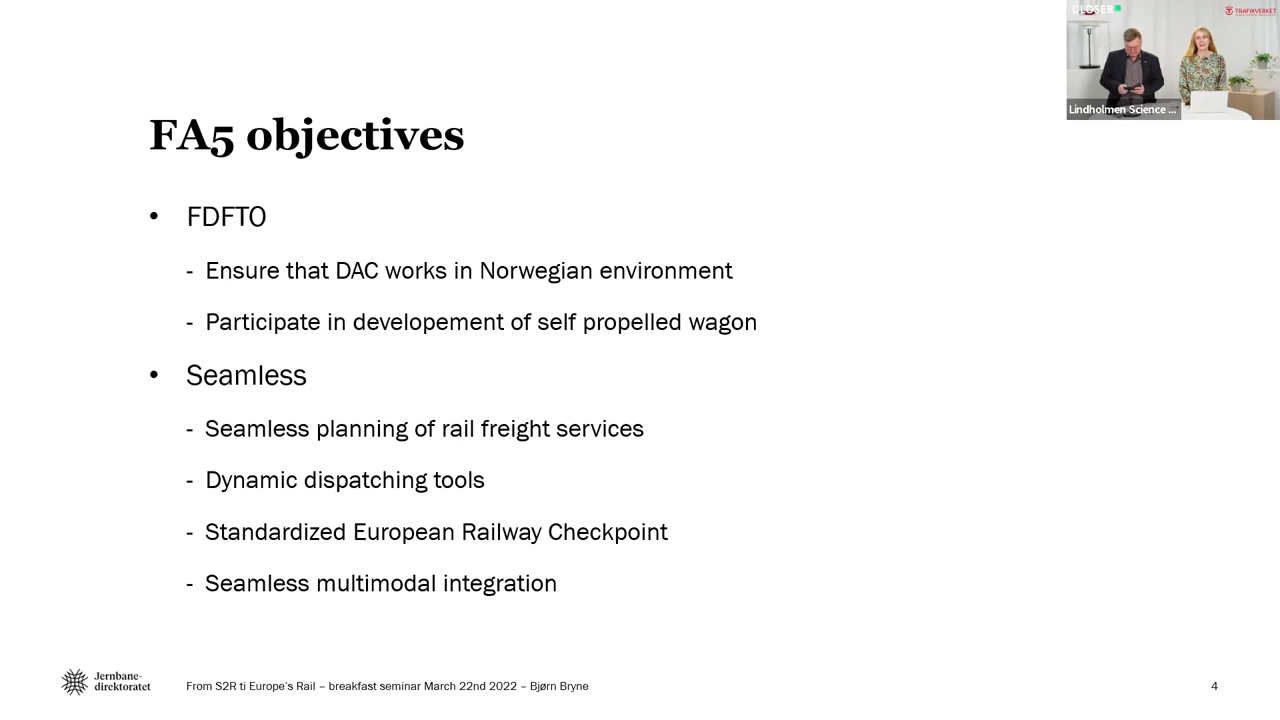 CLOSER
TRAFIKVERKET
Lindholmen Science ...
FA5 objectives
• FDFTO
- Ensure that DAC works in Norwegian environment
- Participate in developement of self propelled wagon
• Seamless
- Seamless planning of rail freight services
- Dynamic dispatching tools
- Standardized European Railway Checkpoint
- Seamless multimodal integration
Jernbane-
direktoratet
From S2R ti Europe's Rail – breakfast seminar March 22nd 2022 – Bjørn Bryne
4